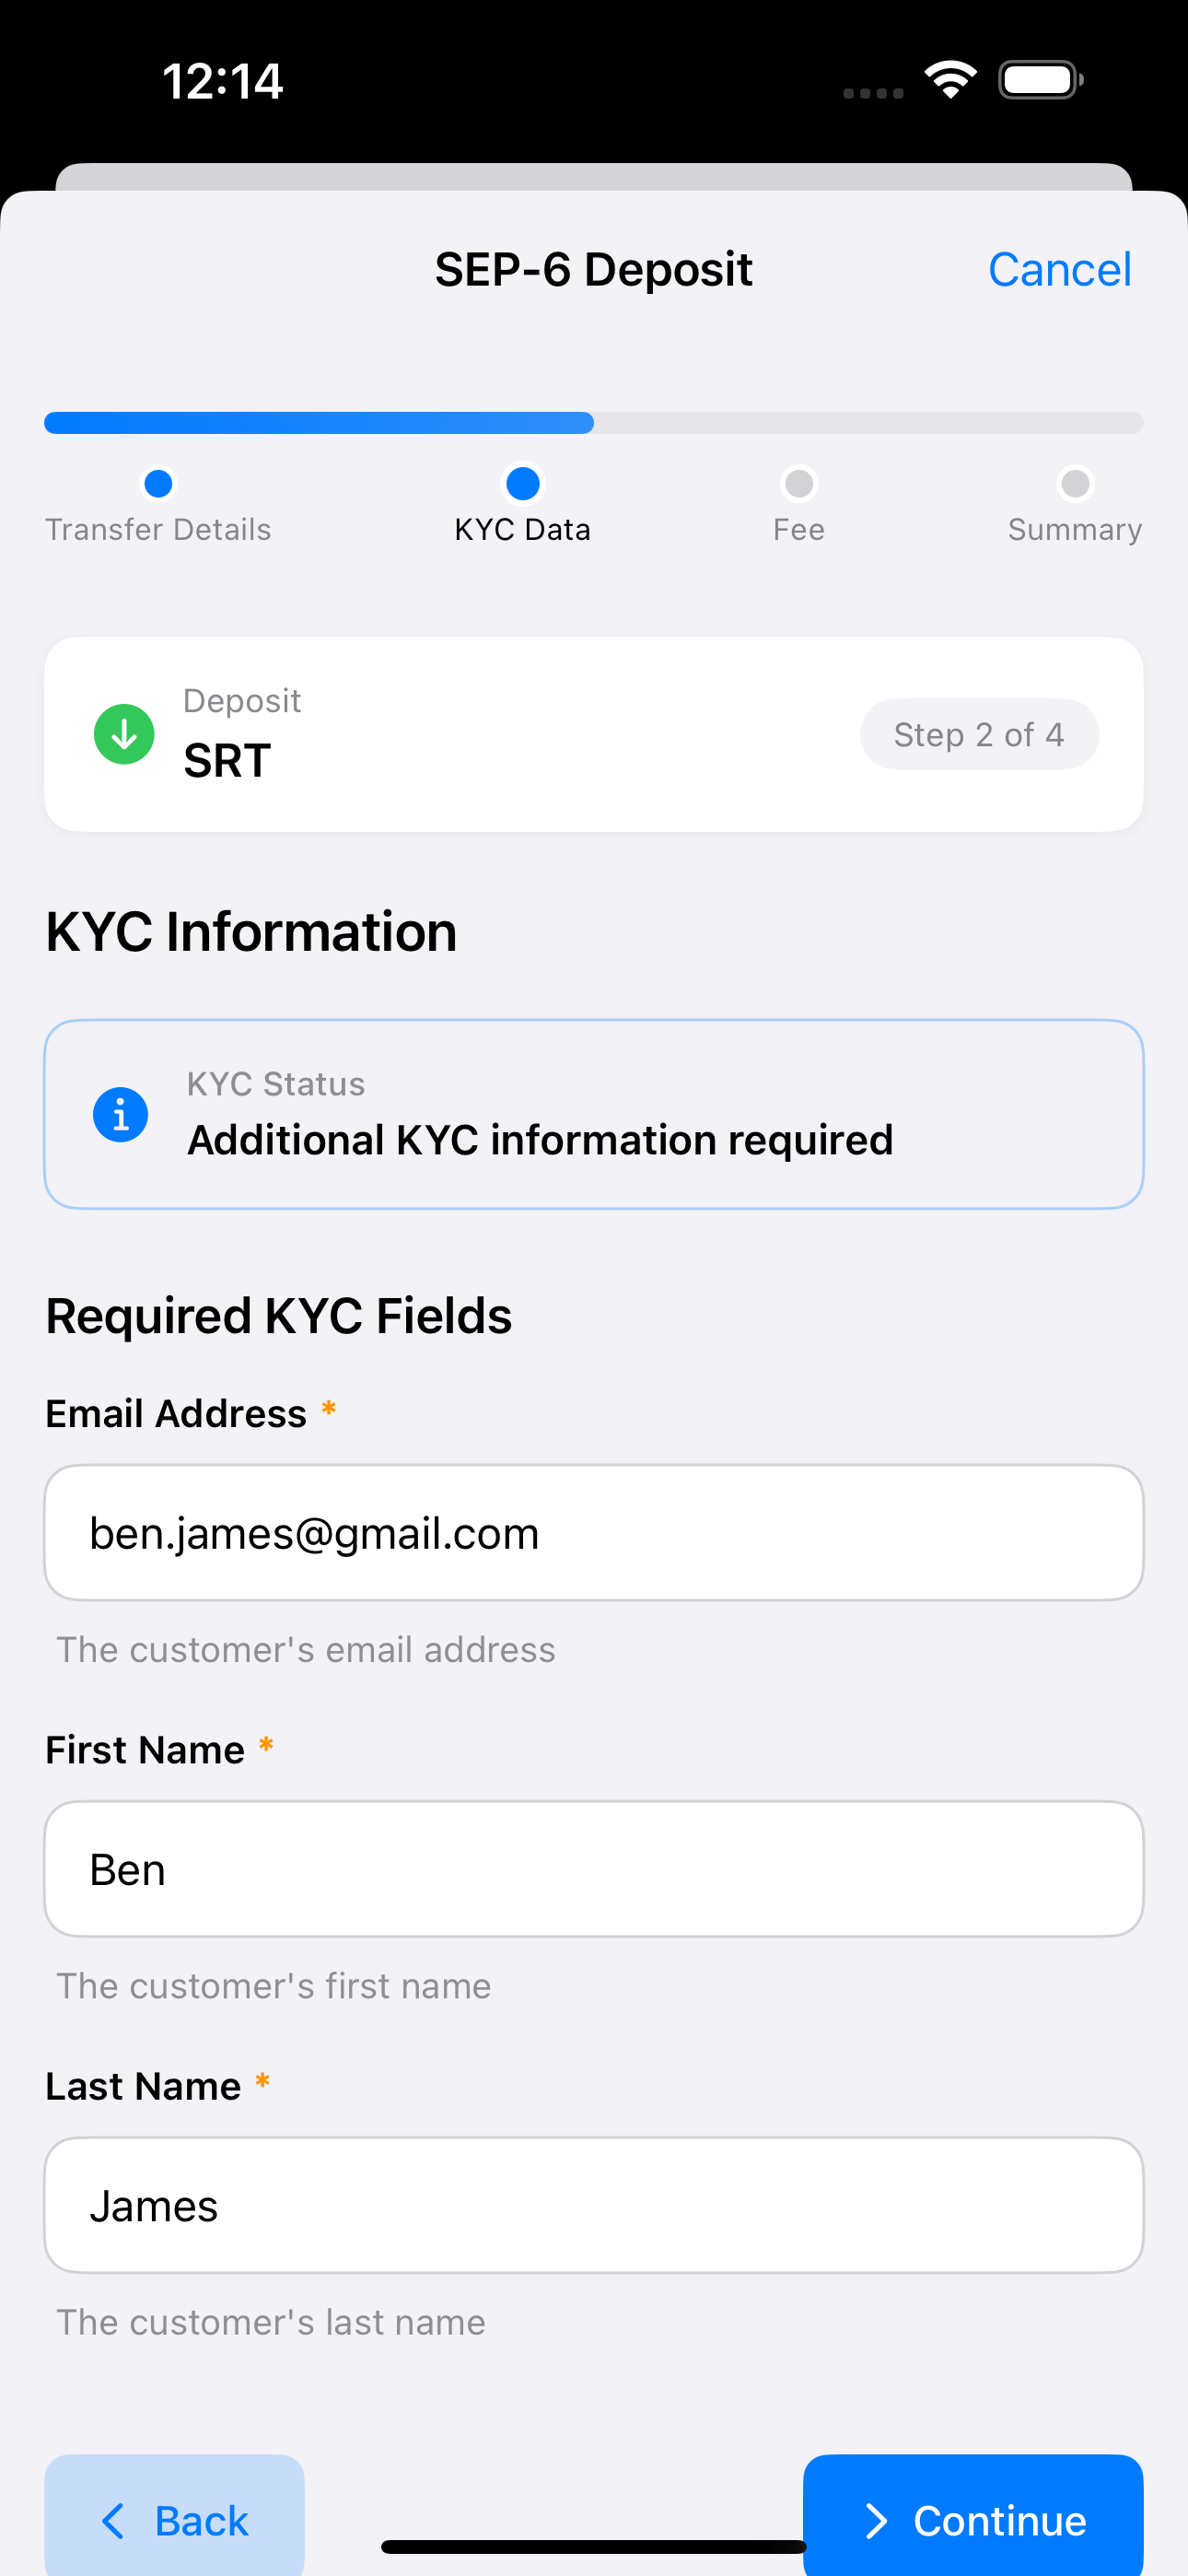 12:14
SEP-6 Deposit
Cancel
Transfer Details
KYC Data
Fee
Summary
Deposit
SRT
Step 2 of 4
KYC Information
KYC Status
Additional KYC information required
Required KYC Fields
Email Address *
ben.james@gmail.com
The customer's email address
First Name *
Ben
The customer's first name
Last Name *
James
The customer's last name
Back
Continue